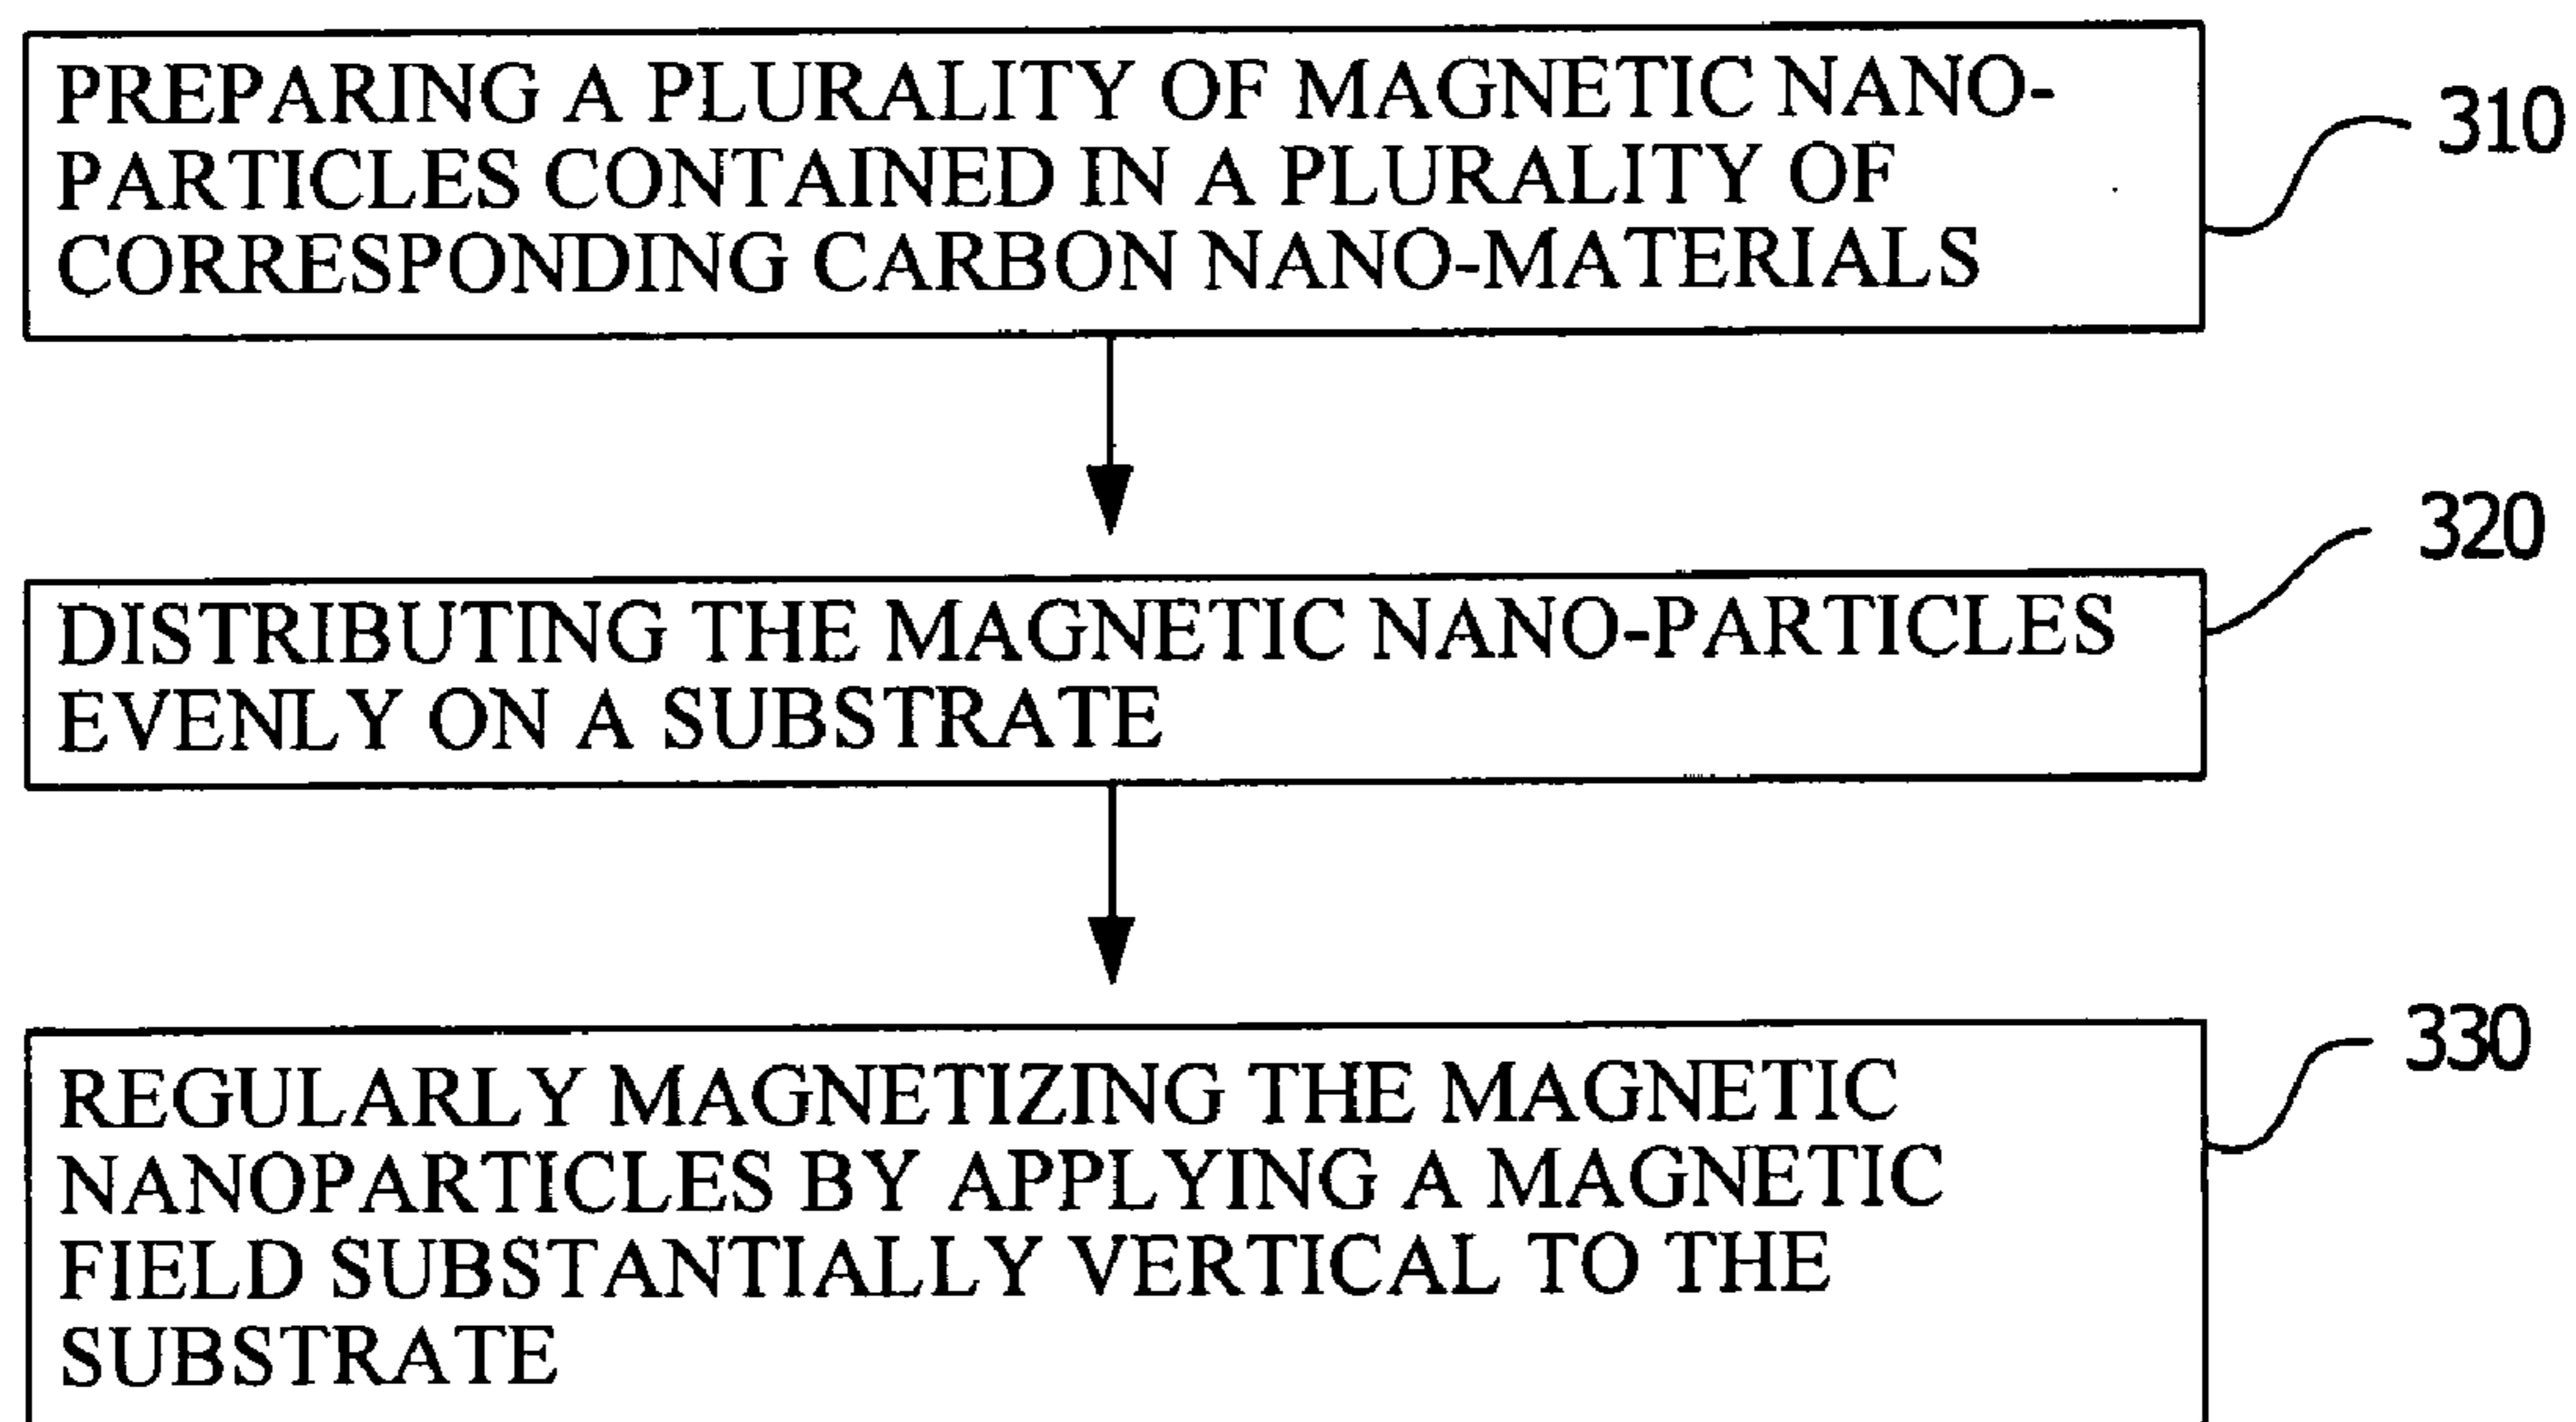 PREPARING A PLURALITY OF MAGNETIC NANO-
PARTICLES CONTAINED IN A PLURALITY OF
CORRESPONDING CARBON NANO-MATERIALS
310
DISTRIBUTING THE MAGNETIC NANO-PARTICLES
EVENLY ON A SUBSTRATE
320
REGULARLY MAGNETIZING THE MAGNETIC
NANOPARTICLES BY APPLYING A MAGNETIC
FIELD SUBSTANTIALLY VERTICAL TO THE
SUBSTRATE
330